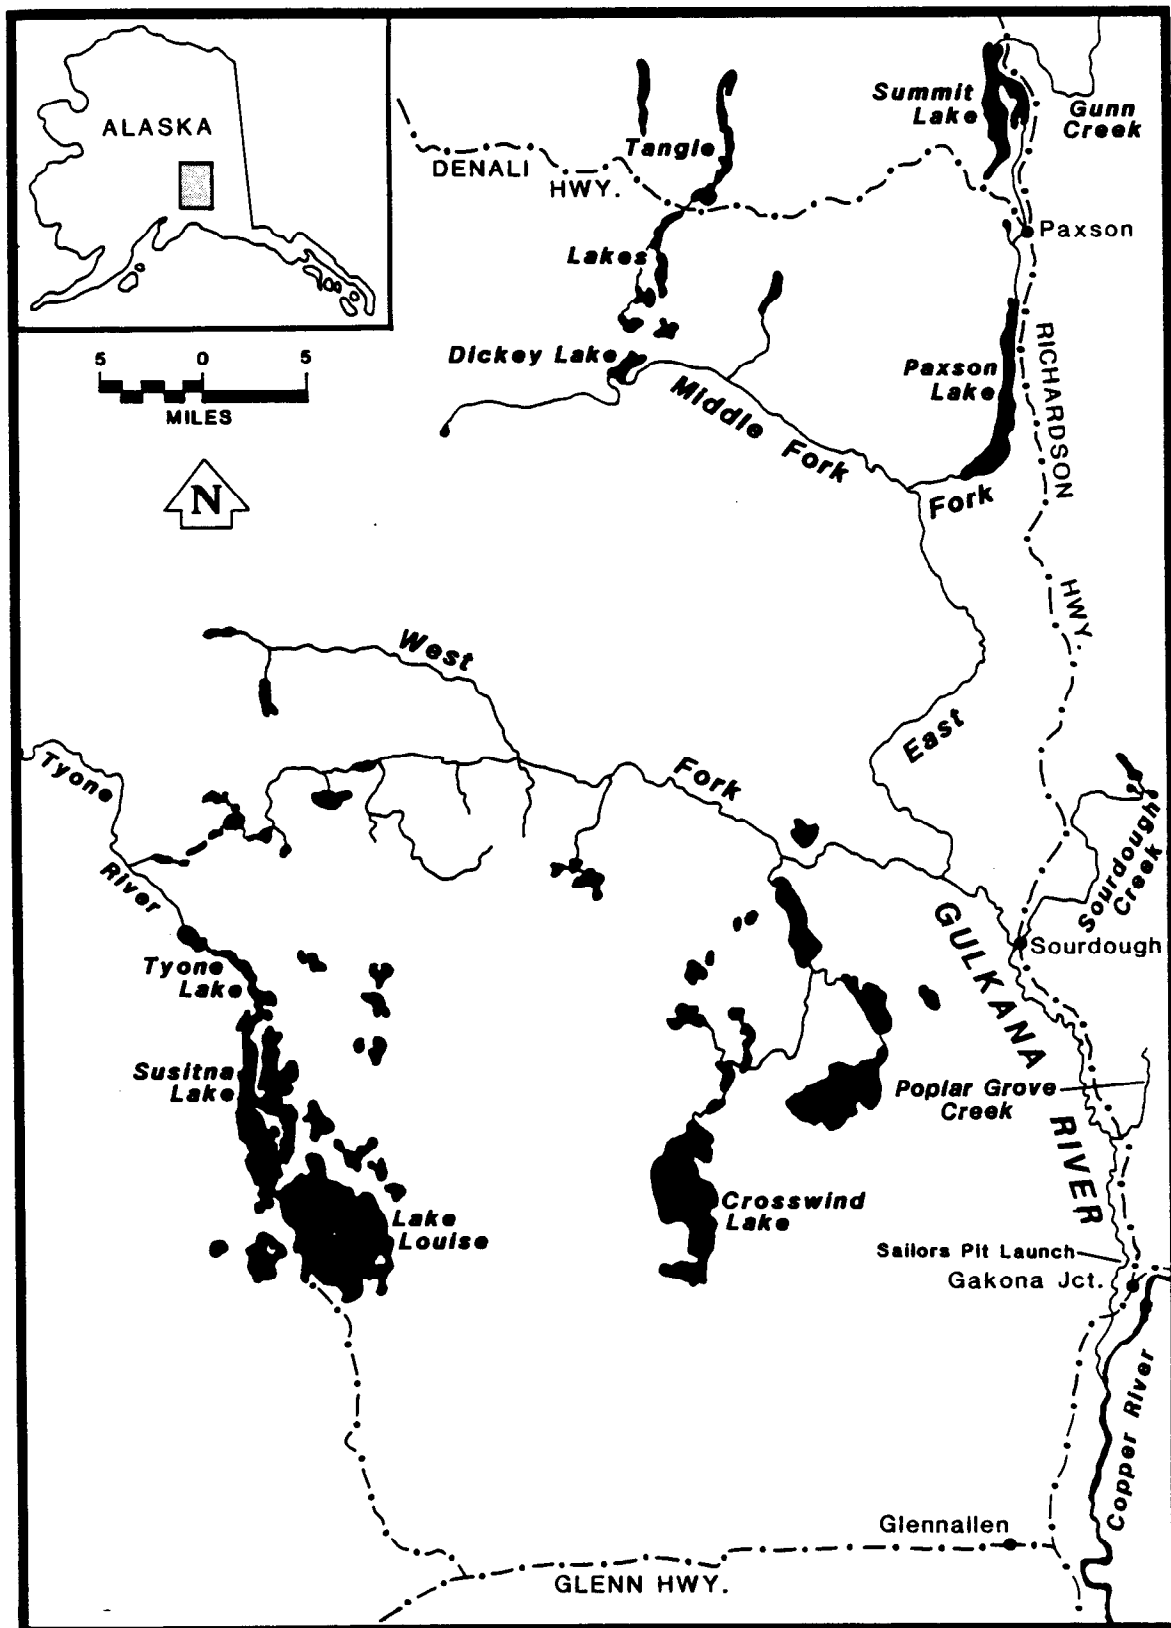 ALASKA
Summit
Lake
Gunn
Creek
Tangle
DENALI
HWY.
Paxson
Lakes
Dickey Lake
Paxson
Lake
RICHARDSON
HWY.
5 0 5
MILES
Middle Fork
N
Fork
West
East
Tyone
River
Fork
Sourdough
Creek
GULKANA
RIVER
Sourdough
Tyone
Lake
Susitna
Lake
Poplar Grove
Creek
Crosswind
Lake
Lake
Louise
Sailors Pit Launch
Gakona Jct.
Copper River
Glennallen
GLENN HWY.